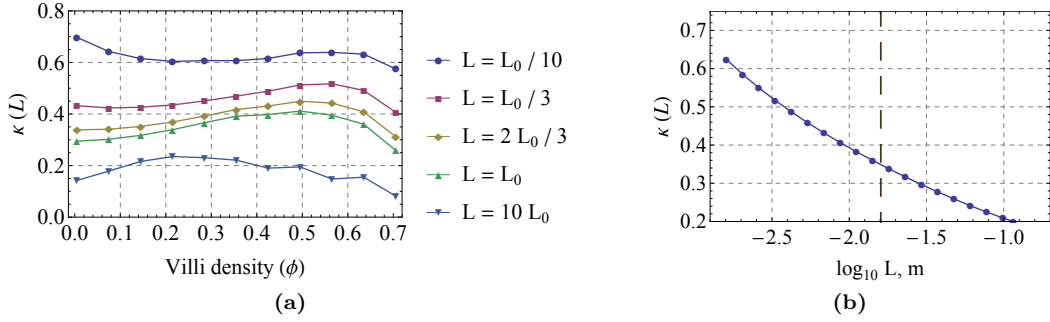 κ (L)
0.8
0.6
0.4
0.2
0.0
0.0 0.1 0.2 0.3 0.4 0.5 0.6 0.7
Villi density (ϕ)
L = L₀ / 10
L = L₀ / 3
L = 2 L₀ / 3
L = L₀
L = 10 L₀
(a)
κ (L)
0.7
0.6
0.5
0.4
0.3
0.2
−2.5 −2.0 −1.5 −1.0
log₁₀ L, m
(b)